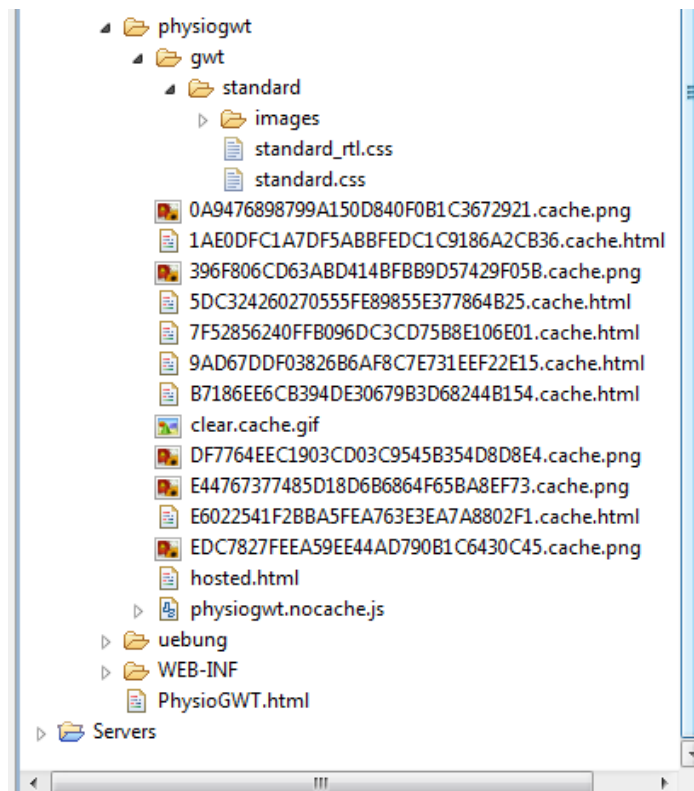 physiogwt
gwt
standard
images
standard_rtl.css
standard.css
0A9476898799A150D840F0B1C3672921.cache.png
1AE0DFC1A7DF5ABBFEDC1C9186A2CB36.cache.html
396F806CD63ABD414BFBB9D57429F05B.cache.png
5DC324260270555FE89855E377864B25.cache.html
7F52856240FFB096DC3CD75B8E106E01.cache.html
9AD67DDF03826B6AF8C7E731EEF22E15.cache.html
B7186EE6CB394DE30679B3D68244B154.cache.html
clear.cache.gif
DF7764EEC1903CD03C9545B354D8D8E4.cache.png
E44767377485D18D6B6864F65BA8EF73.cache.png
E6022541F2BBA5FEA763E3EA7A8802F1.cache.html
EDC7827FEEA59EE44AD790B1C6430C45.cache.png
hosted.html
physiogwt.nocache.js
uebung
WEB-INF
PhysioGWT.html
Servers